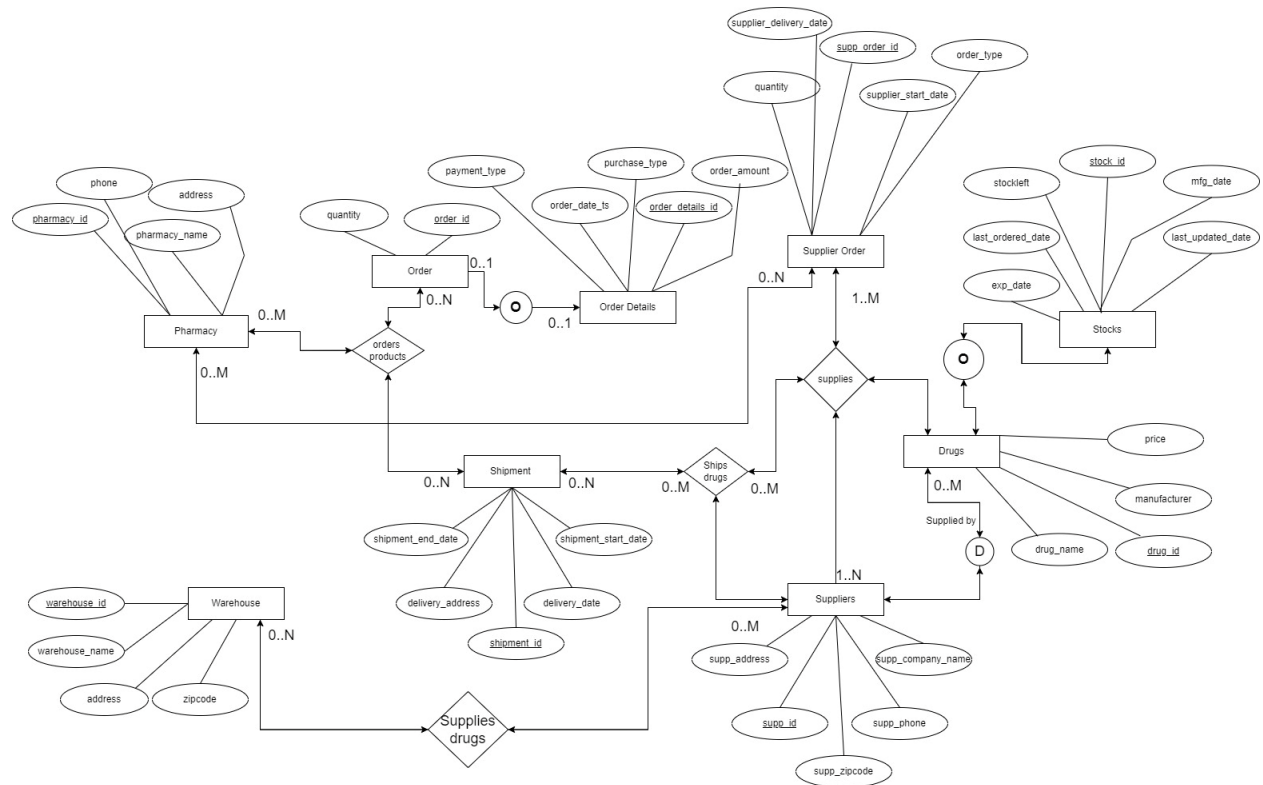 supplier_delivery_date
supp_order_id
order_type
quantity
supplier_start_date
phone
address
pharmacy_id
pharmacy_name
quantity
order_id
payment_type
purchase_type
order_amount
order_date_ts
order_details_id
stockleft
stock_id
mfg_date
last_ordered_date
last_updated_date
exp_date
Supplier Order
Order
0..1
0..N
O
0..1
Order Details
0..N
1..M
Stocks
Pharmacy
0..M
0..M
orders
products
O
supplies
Drugs
price
manufacturer
drug_name
drug_id
0..M
Supplied by
D
Shipment
0..N
0..N
Ships
drugs
0..M
0..M
shipment_end_date
shipment_start_date
delivery_address
delivery_date
shipment_id
1..N
Suppliers
0..M
supp_address
supp_company_name
supp_id
supp_phone
supp_zipcode
Warehouse
0..N
warehouse_id
warehouse_name
address
zipcode
Supplies
drugs